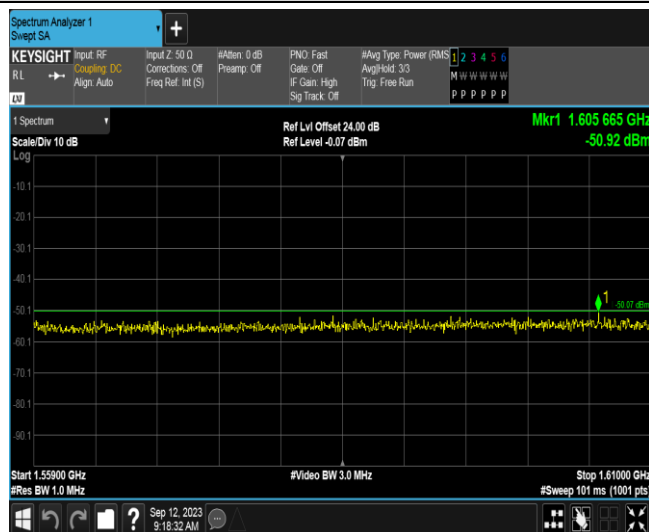 Spectrum Analyzer 1
Swept SA
+
KEYSIGHT
RL
LXI
Input: RF
Coupling: DC
Align: Auto
Input Z: 50 Ω
Corrections: Off
Freq Ref: Int (S)
#Atten: 0 dB
Preamp: Off
PNO: Fast
Gate: Off
IF Gain: High
Sig Track: Off
#Avg Type: Power (RMS
Avg|Hold: 3/3
Trig: Free Run
1 2 3 4 5 6
M W W W W W
P P P P P P
1 Spectrum
Scale/Div 10 dB
Log
Ref Lvl Offset 24.00 dB
Ref Level -0.07 dBm
Mkr1 1.605 665 GHz
-50.92 dBm
-10.1
-20.1
-30.1
-40.1
-50.1
-60.1
-70.1
-80.1
-90.1
1
-50.07 dBm
Start 1.55900 GHz
#Res BW 1.0 MHz
#Video BW 3.0 MHz
Stop 1.61000 GHz
#Sweep 101 ms (1001 pts)
?
Sep 12, 2023
9:18:32 AM